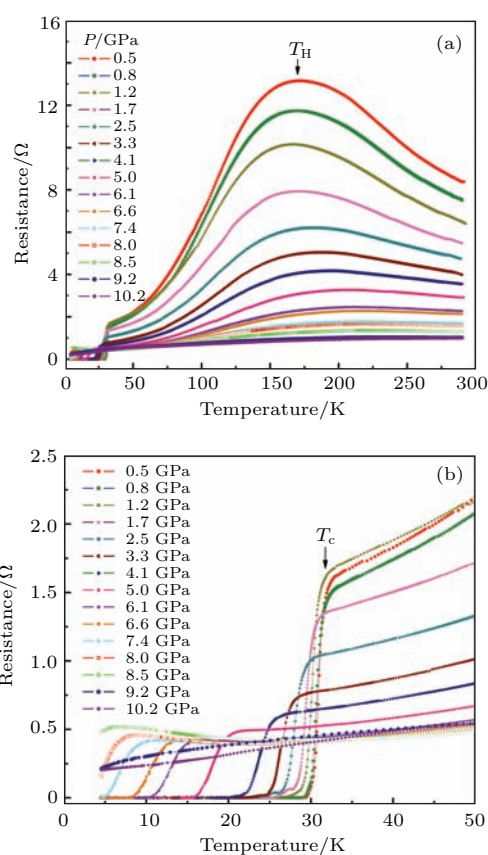 16
12
8
4
0
Resistance/Ω
P/GPa
0.5
0.8
1.2
1.7
2.5
3.3
4.1
5.0
6.1
6.6
7.4
8.0
8.5
9.2
10.2
TH
(a)
0 50 100 150 200 250 300
Temperature/K
2.5
2.0
1.5
1.0
0.5
0
Resistance/Ω
0.5 GPa
0.8 GPa
1.2 GPa
1.7 GPa
2.5 GPa
3.3 GPa
4.1 GPa
5.0 GPa
6.1 GPa
6.6 GPa
7.4 GPa
8.0 GPa
8.5 GPa
9.2 GPa
10.2 GPa
Tc
(b)
0 10 20 30 40 50
Temperature/K